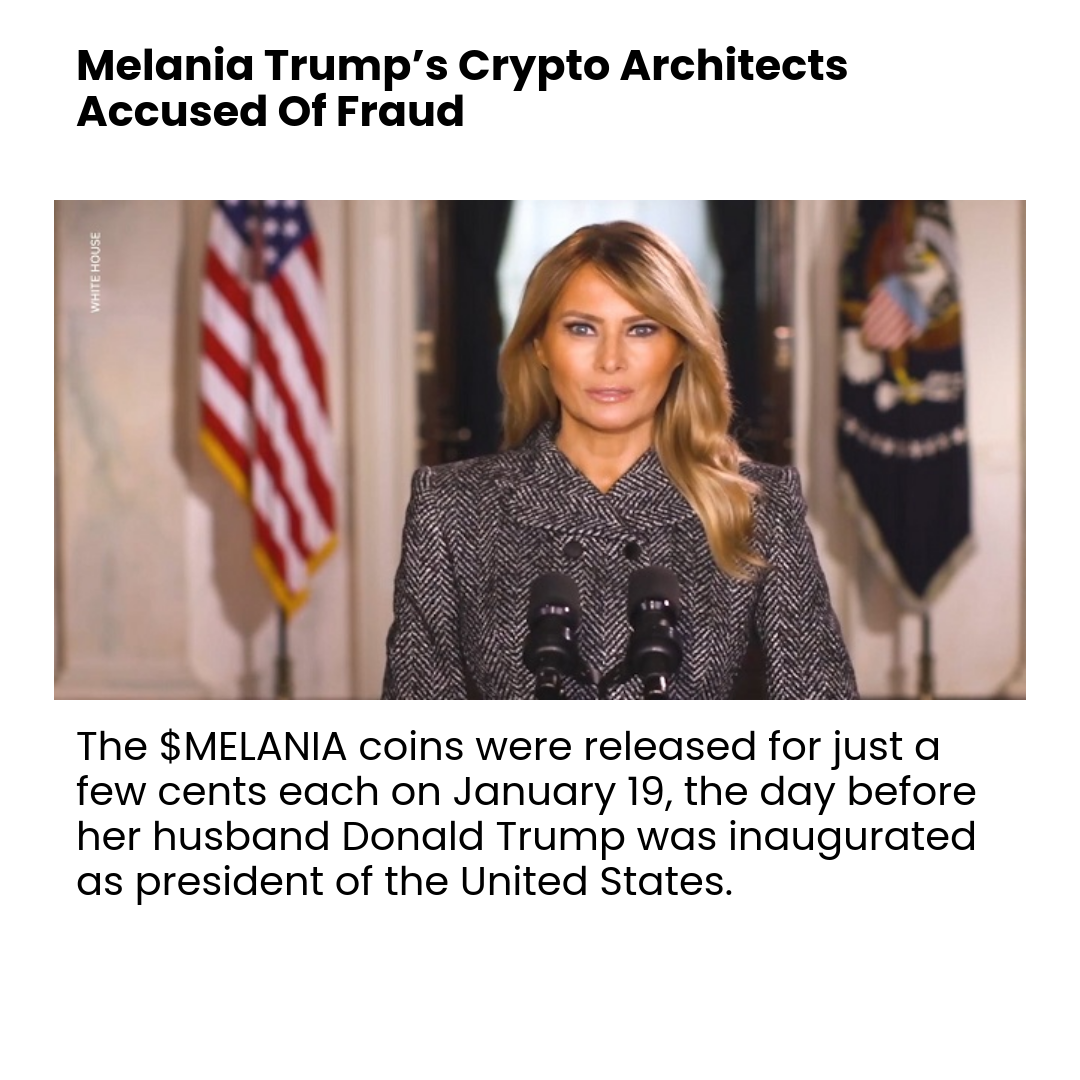 Melania Trump’s Crypto Architects
Accused Of Fraud
WHITE HOUSE
The $MELANIA coins were released for just a
few cents each on January 19, the day before
her husband Donald Trump was inaugurated
as president of the United States.